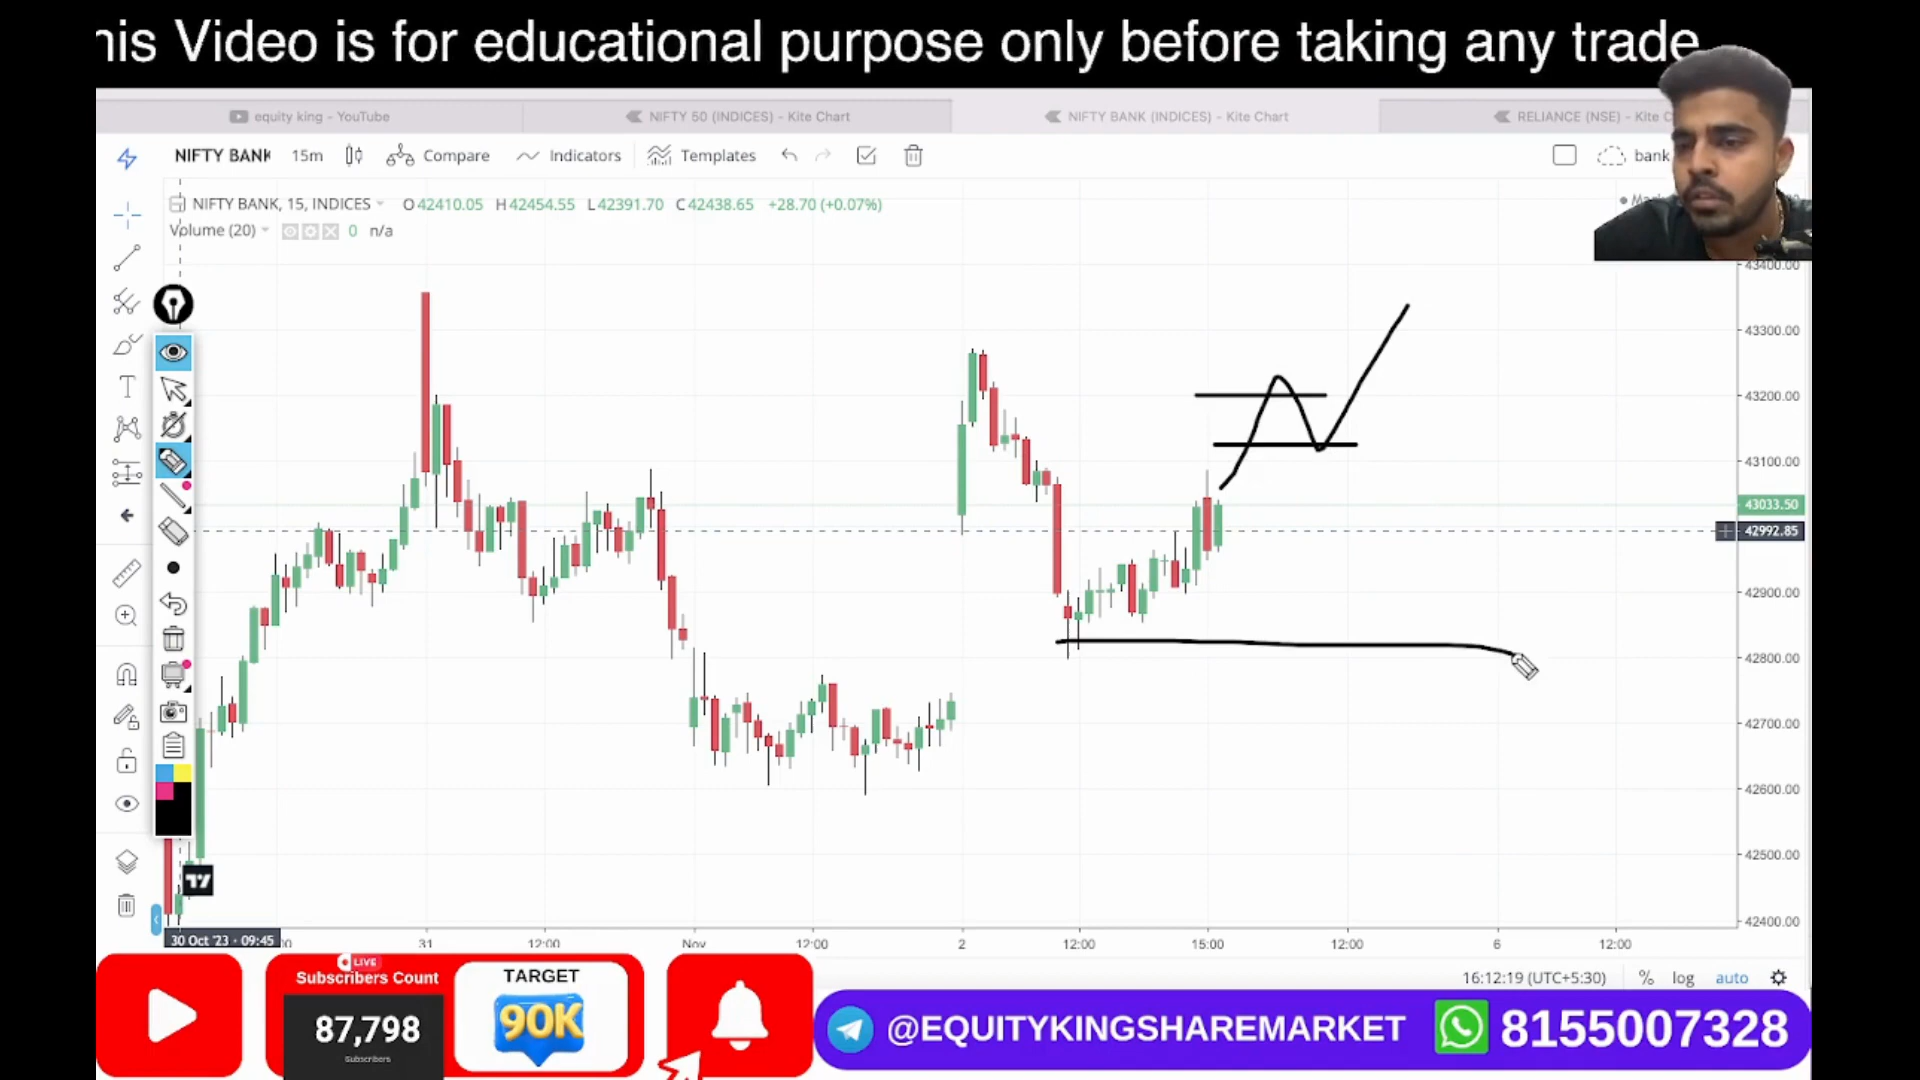 his Video is for educational purpose only before taking any trade
equity king - YouTube
NIFTY 50 (INDICES) - Kite Chart
NIFTY BANK (INDICES) - Kite Chart
RELIANCE (NSE) - Kite C
NIFTY BANK
15m
Compare
Indicators
Templates
bank
NIFTY BANK, 15, INDICES
O42410.05 H42454.55 L42391.70 C42438.65 +28.70 (+0.07%)
Volume (20)
0 n/a
43400.00
43300.00
43200.00
43100.00
43033.50
42992.85
42900.00
42800.00
42700.00
42600.00
42500.00
42400.00
30 Oct '23 - 09:45
31 12:00 Nov 12:00 2 12:00 15:00 12:00 6 12:00
16:12:19 (UTC+5:30) % log auto
LIVE
Subscribers Count
87,798
Subscribers
TARGET
90K
@EQUITYKINGSHAREMARKET
8155007328